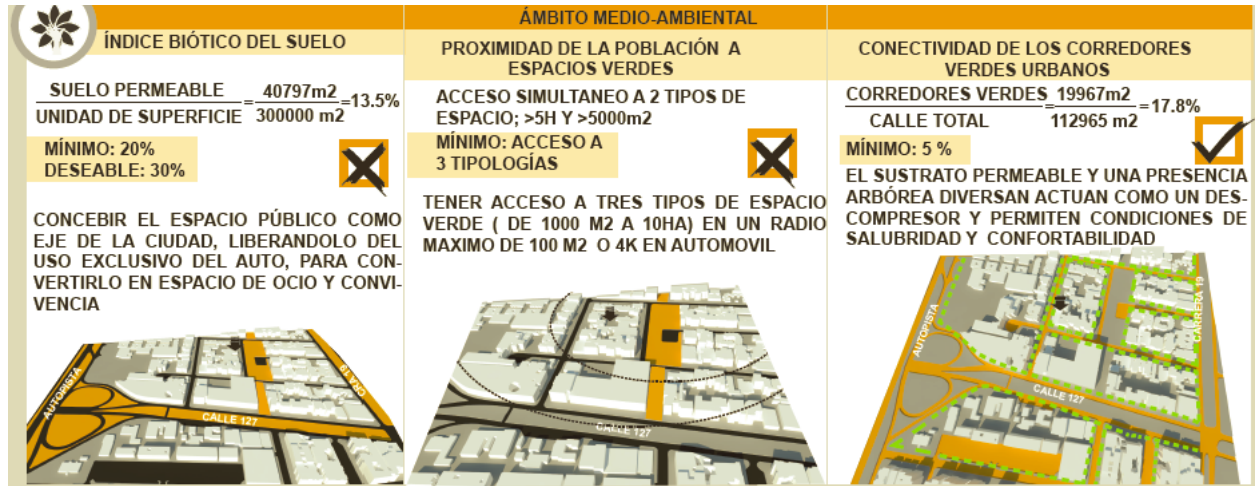 ÁMBITO MEDIO-AMBIENTAL
ÍNDICE BIÓTICO DEL SUELO
SUELO PERMEABLE
UNIDAD DE SUPERFICIE
=
40797m2
300000 m2
=13.5%
MÍNIMO: 20%
DESEABLE: 30%
CONCEBIR EL ESPACIO PÚBLICO COMO
EJE DE LA CIUDAD, LIBERANDOLO DEL
USO EXCLUSIVO DEL AUTO, PARA CON-
VERTIRLO EN ESPACIO DE OCIO Y CONVI-
VENCIA
AUTOPISTA
CALLE 127
CRA 19
PROXIMIDAD DE LA POBLACIÓN A
ESPACIOS VERDES
ACCESO SIMULTANEO A 2 TIPOS DE
ESPACIO; >5H Y >5000m2
MÍNIMO: ACCESO A
3 TIPOLOGÍAS
TENER ACCESO A TRES TIPOS DE ESPACIO
VERDE ( DE 1000 M2 A 10HA) EN UN RADIO
MAXIMO DE 100 M2 O 4K EN AUTOMOVIL
CALLE 127
CONECTIVIDAD DE LOS CORREDORES
VERDES URBANOS
CORREDORES VERDES
CALLE TOTAL
=
19967m2
112965 m2
=17.8%
MÍNIMO: 5 %
EL SUSTRATO PERMEABLE Y UNA PRESENCIA
ARBÓREA DIVERSAN ACTUAN COMO UN DES-
COMPRESOR Y PERMITEN CONDICIONES DE
SALUBRIDAD Y CONFORTABILIDAD
AUTOPISTA
CARRERA 19
CALLE 127